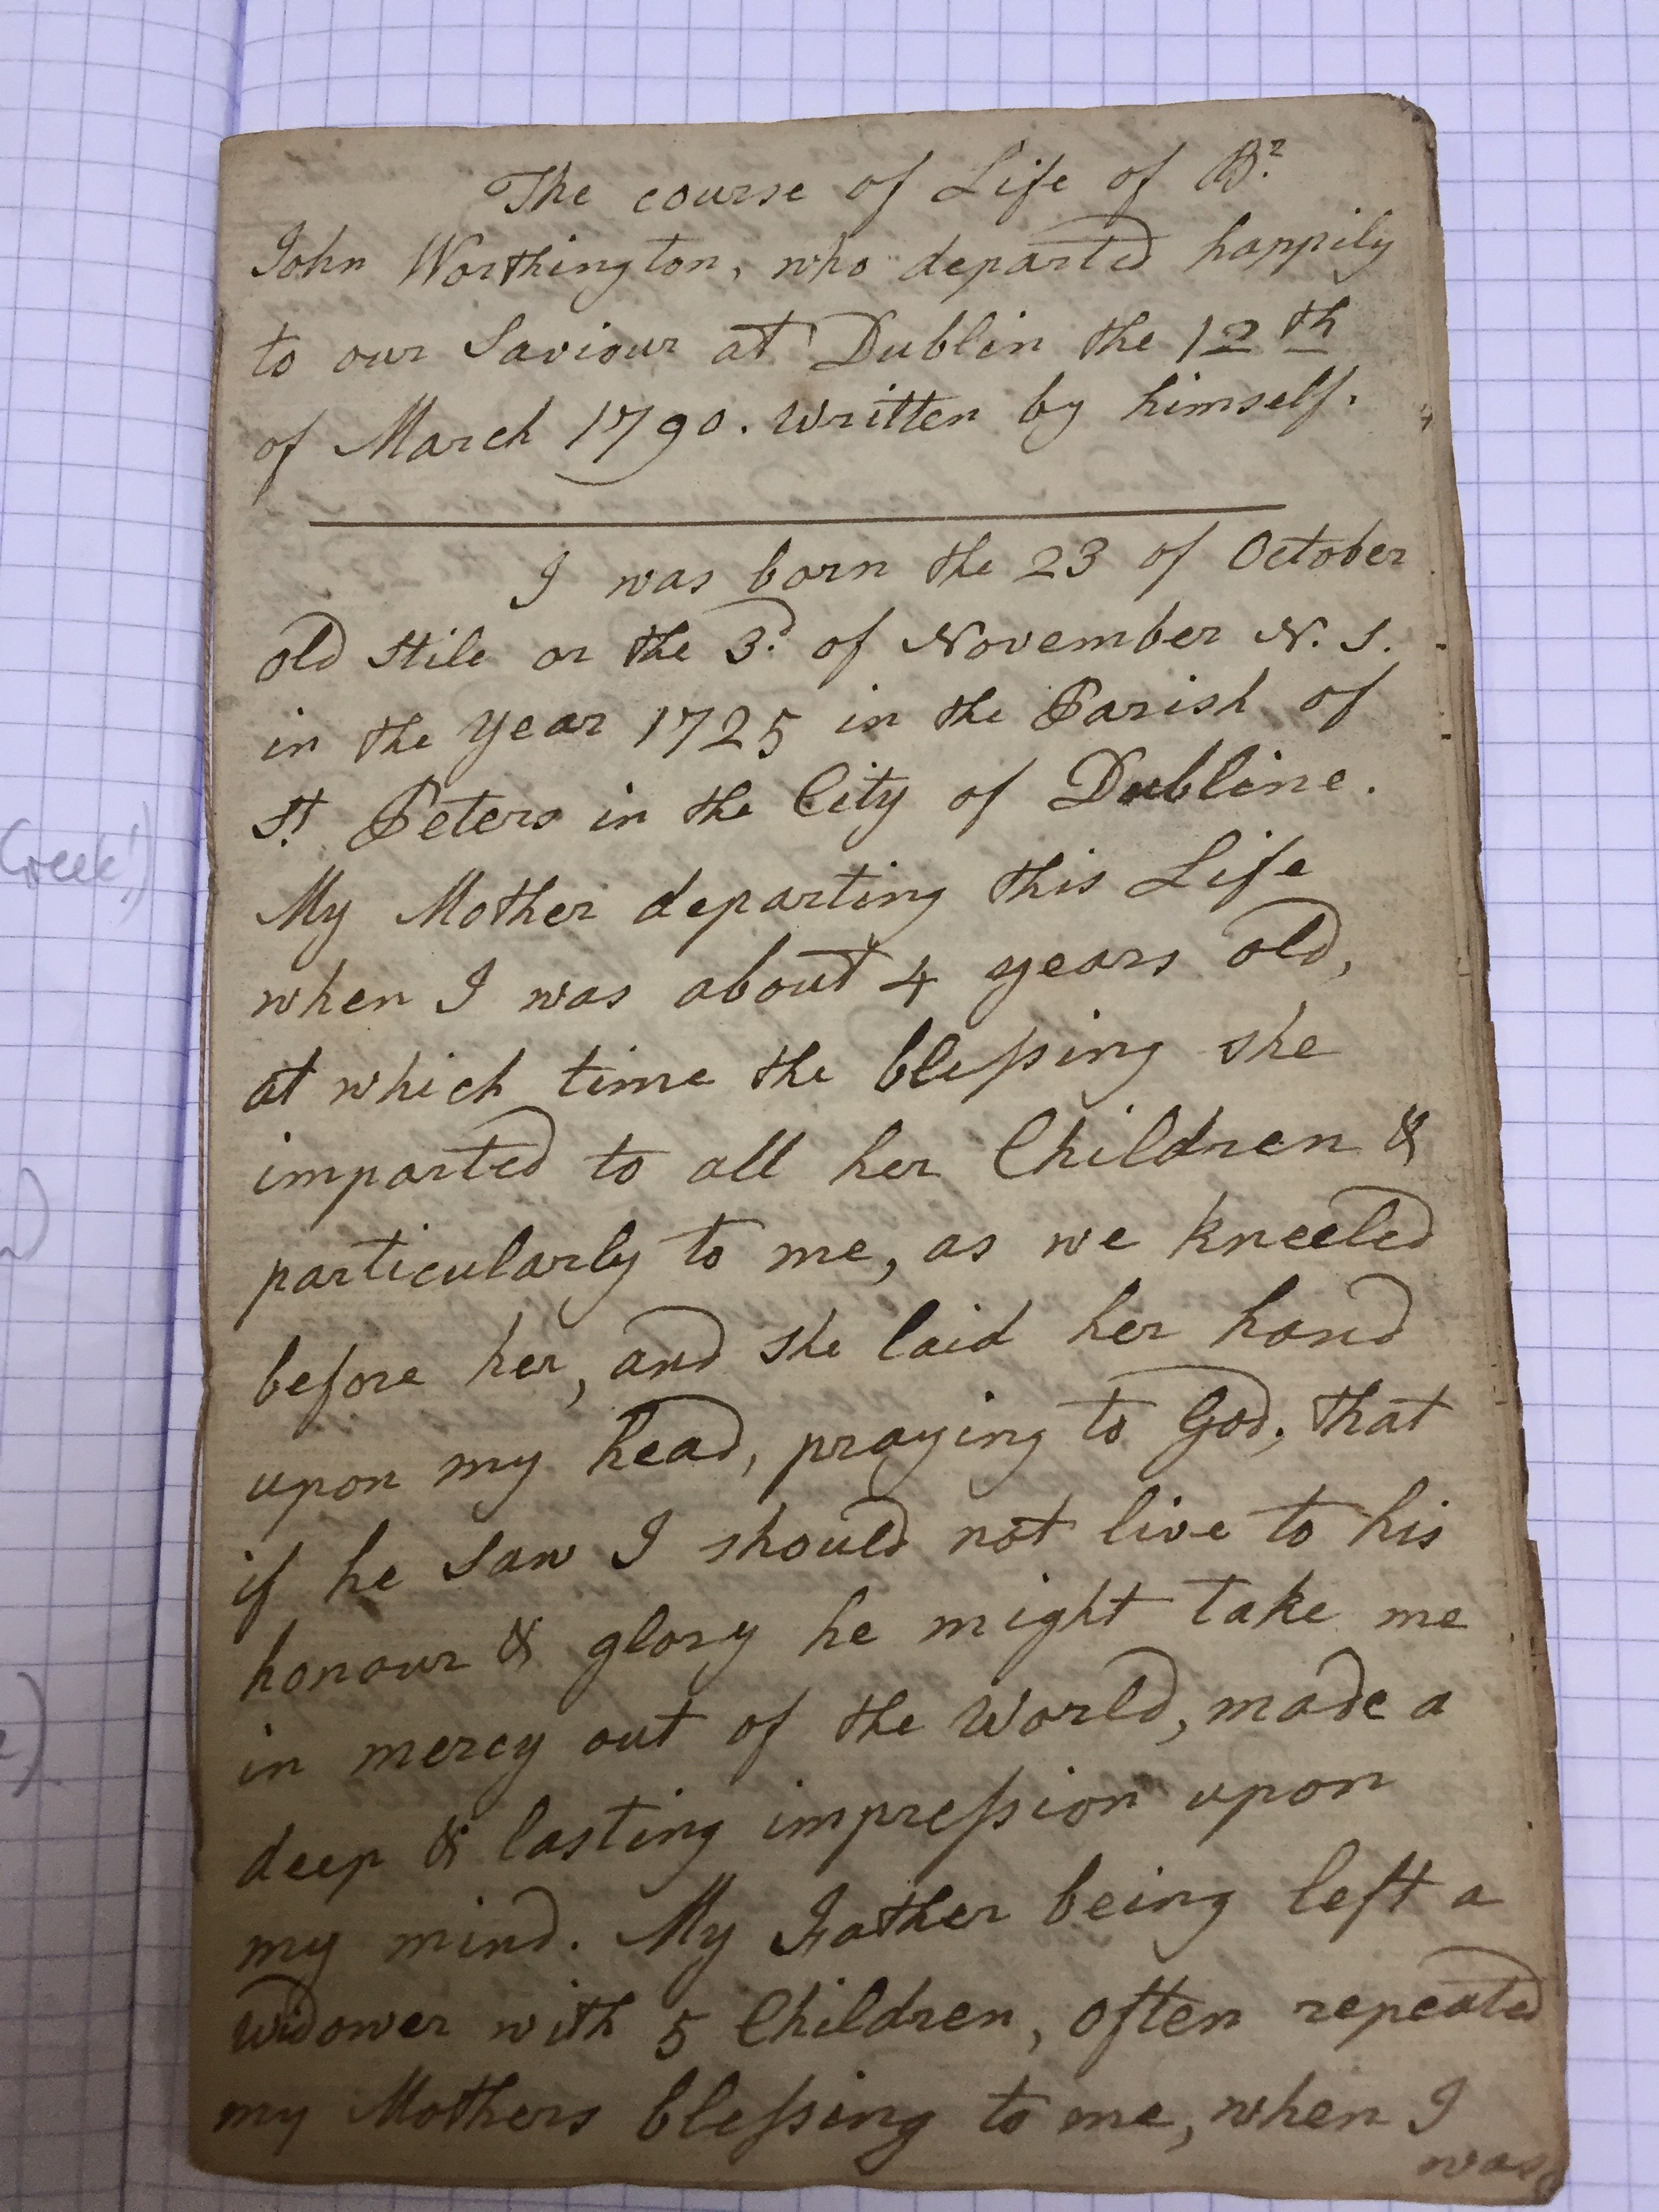 The course of Life of Br.
John Worthington, who departed happily
to our Saviour at Dublin the 12th
of March 1790. Written by himself.
I was born the 23 of October
old Stile or the 3d. of November N. S.
in the Year 1725 in the Parish of
St. Peters in the City of Dubline.
My Mother departing this Life
when I was about 4 years old,
at which time the bleſsing she
imparted to all her Children &
particularly to me, as we kneeled
before her, and she laid her hand
upon my head, praying to God, that
if he saw I should not live to his
honour & glory he might take me
in mercy out of the World, made a
deep & lasting impreſsion upon
my mind. My Father being left a
widower with 5 Children, often repeated
my Mothers bleſsing to me, when I
was